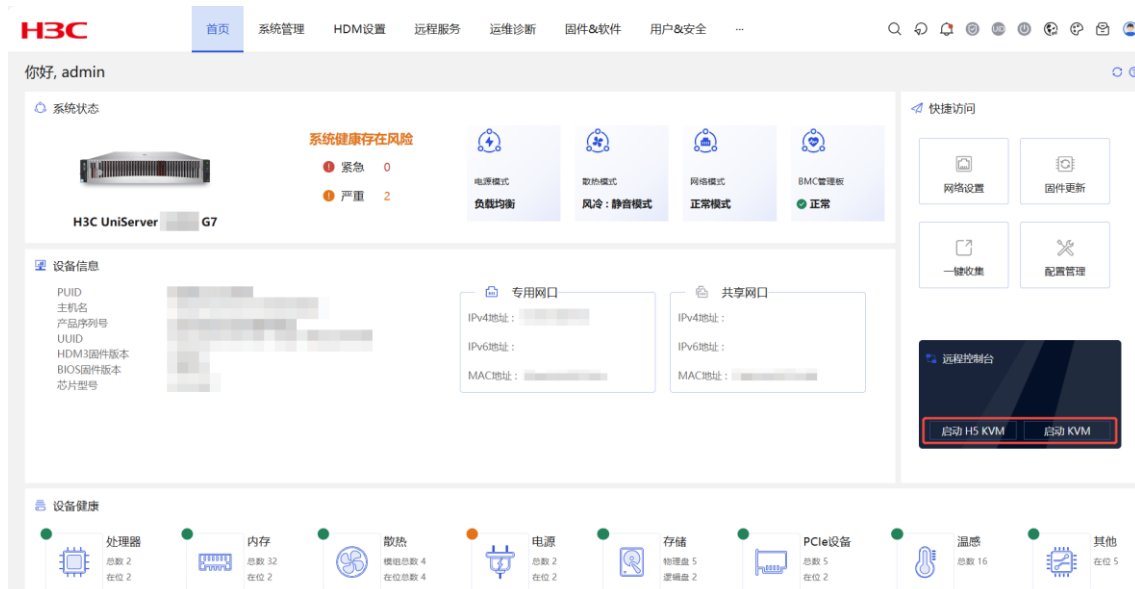 H3C
首页 系统管理 HDM设置 远程服务 运维诊断 固件&软件 用户&安全 ...
你好, admin
系统状态
系统健康存在风险
紧急 0
严重 2
H3C UniServer G7
电源模式
负载均衡
散热模式
风冷：静音模式
网络模式
正常模式
BMC管理板
正常
快捷访问
网络设置
固件更新
一键收集
配置管理
设备信息
PUID
主机名
产品序列号
UUID
HDM3固件版本
BIOS固件版本
芯片型号
专用网口
IPv4地址：
IPv6地址：
MAC地址：
共享网口
IPv4地址：
IPv6地址：
MAC地址：
远程控制台
启动 H5 KVM 启动 KVM
设备健康
处理器
总数 2
在位 2
内存
总数 32
在位 2
散热
模组总数 4
在位总数 4
电源
总数 2
在位 2
存储
物理盘 5
逻辑盘 2
PCIe设备
总数 5
在位 2
温感
总数 16
其他
在位 5